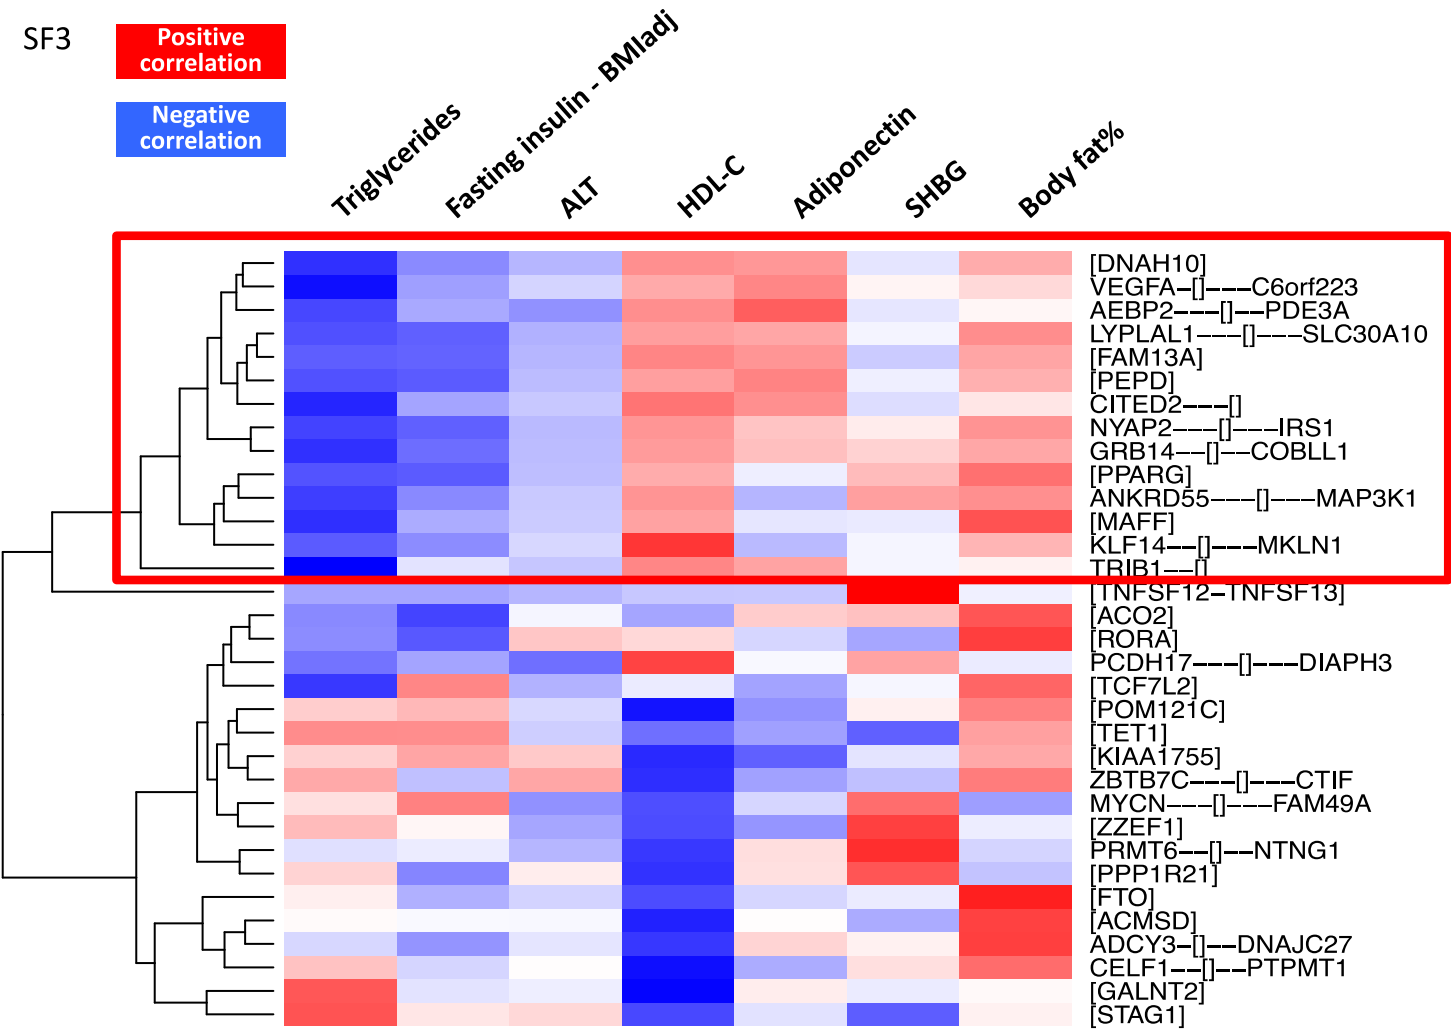 SF3
Positive
correlation
Negative
correlation
Triglycerides
Fasting insulin - BMIadj
ALT
HDL-C
Adiponectin
SHBG
Body fat%
[DNAH10]
VEGFA-[]---C6orf223
AEBP2---[]--PDE3A
LYPLAL1---[]---SLC30A10
[FAM13A]
[PEPD]
CITED2---[]
NYAP2---[]---IRS1
GRB14--[]--COBLL1
[PPARG]
ANKRD55---[]---MAP3K1
[MAFF]
KLF14--[]---MKLN1
TRIB1--[]
[TNFSF12-TNFSF13]
[ACO2]
[RORA]
PCDH17---[]---DIAPH3
[TCF7L2]
[POM121C]
[TET1]
[KIAA1755]
ZBTB7C---[]---CTIF
MYCN---[]---FAM49A
[ZZEF1]
PRMT6--[]--NTNG1
[PPP1R21]
[FTO]
[ACMSD]
ADCY3-[]--DNAJC27
CELF1--[]--PTPMT1
[GALNT2]
[STAG1]